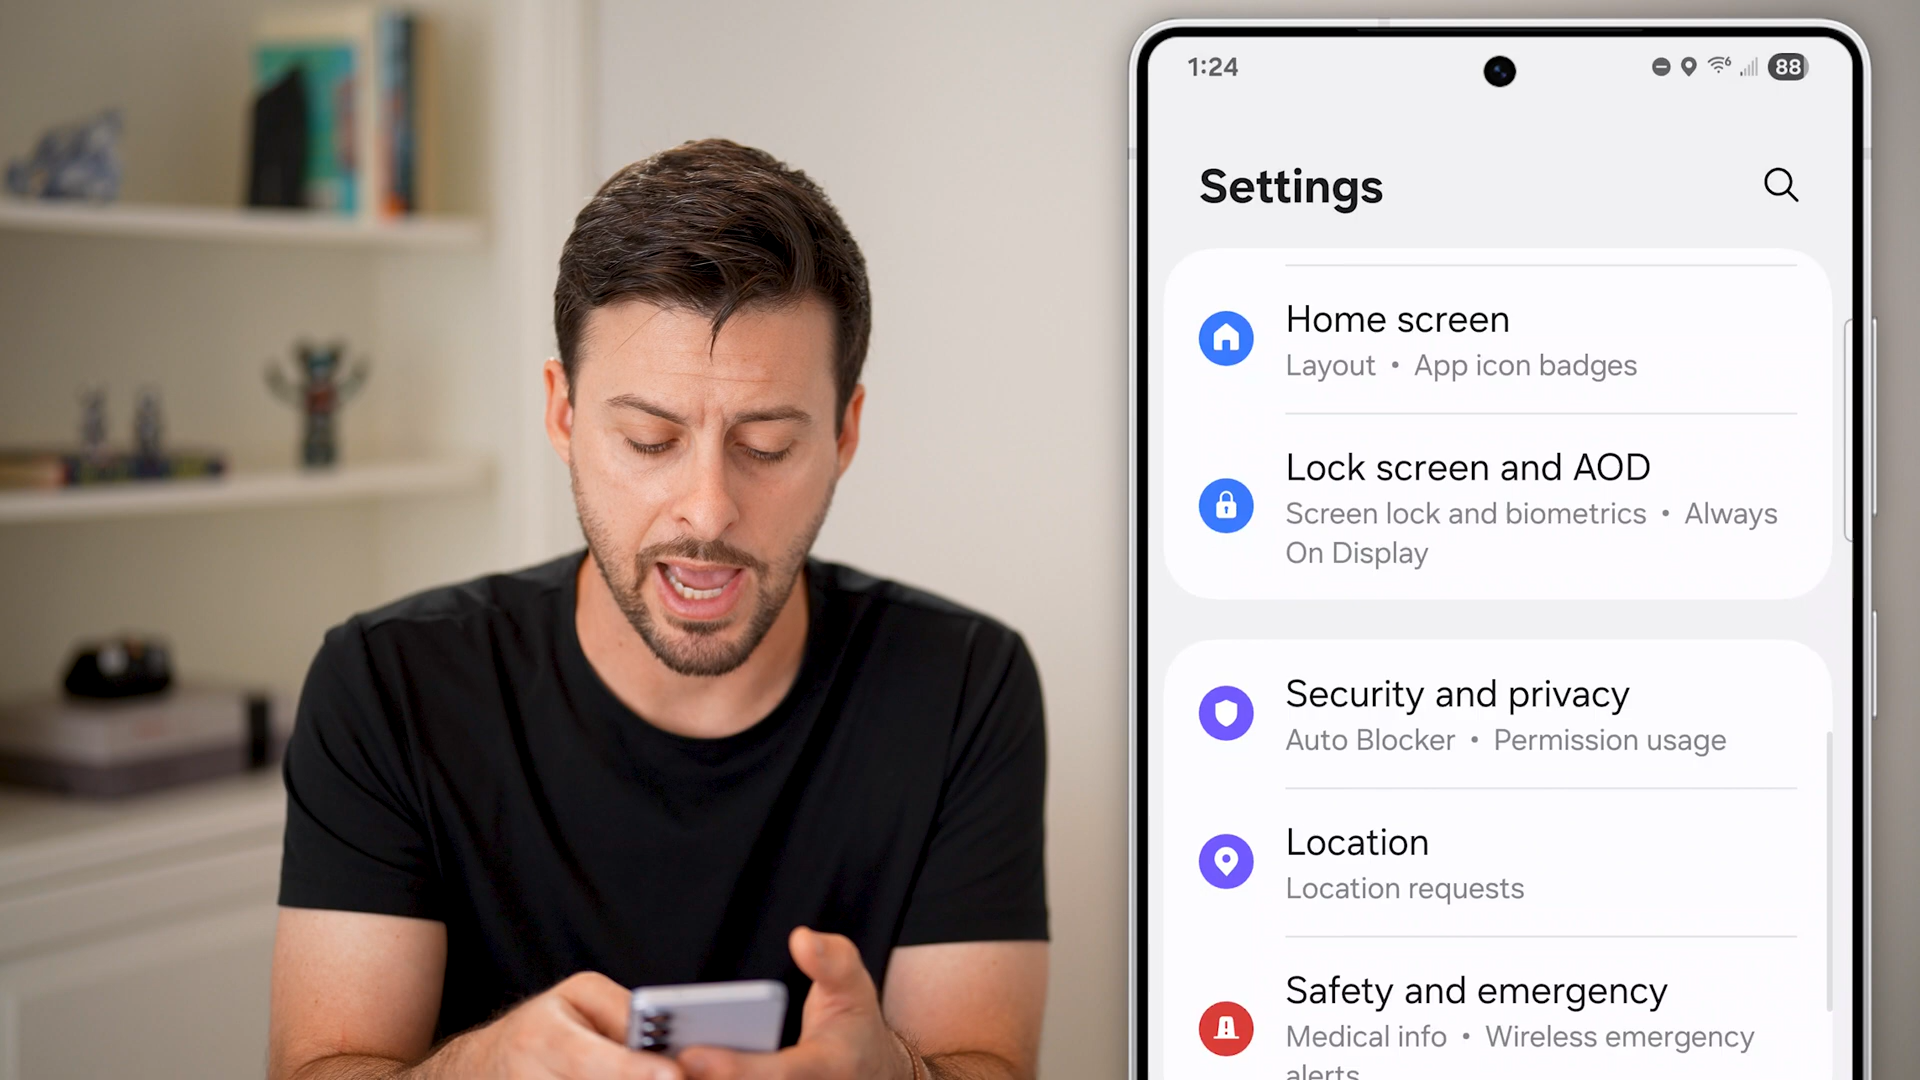 1:24
88
Settings
Home screen
Layout • App icon badges
Lock screen and AOD
Screen lock and biometrics • Always
On Display
Security and privacy
Auto Blocker • Permission usage
Location
Location requests
Safety and emergency
Medical info • Wireless emergency
alerts